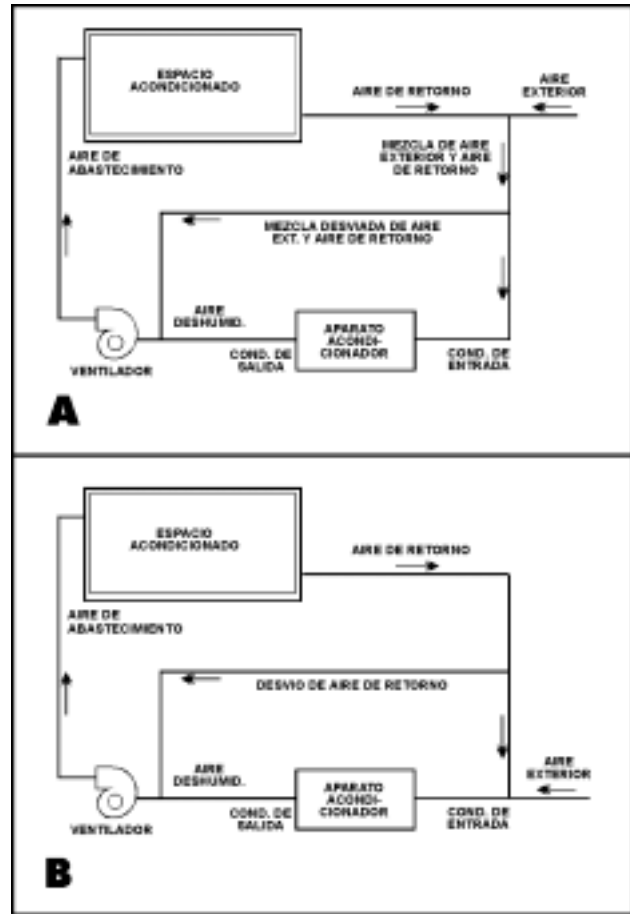 ESPACIO
ACONDICIONADO
AIRE DE RETORNO
AIRE
EXTERIOR
MEZCLA DE AIRE
EXTERIOR Y AIRE
DE RETORNO
AIRE DE
ABASTECIMIENTO
MEZCLA DESVIADA DE AIRE
EXT. Y AIRE DE RETORNO
AIRE
DESHUMID.
APARATO
ACONDI-
CIONADOR
COND. DE
SALIDA
COND. DE
ENTRADA
VENTILADOR
A
ESPACIO
ACONDICIONADO
AIRE DE RETORNO
AIRE DE
ABASTECIMIENTO
DESVIO DE AIRE DE RETORNO
AIRE
DESHUMID.
APARATO
ACONDI-
CIONADOR
AIRE
EXTERIOR
COND. DE
SALIDA
COND. DE
ENTRADA
VENTILADOR
B